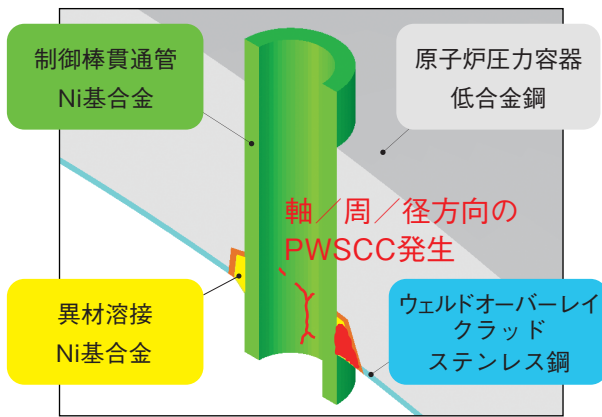 制御棒貫通管
Ni基合金
原子炉圧力容器
低合金鋼
軸／周／径方向の
PWSCC発生
異材溶接
Ni基合金
ウェルドオーバーレイ
クラッド
ステンレス鋼